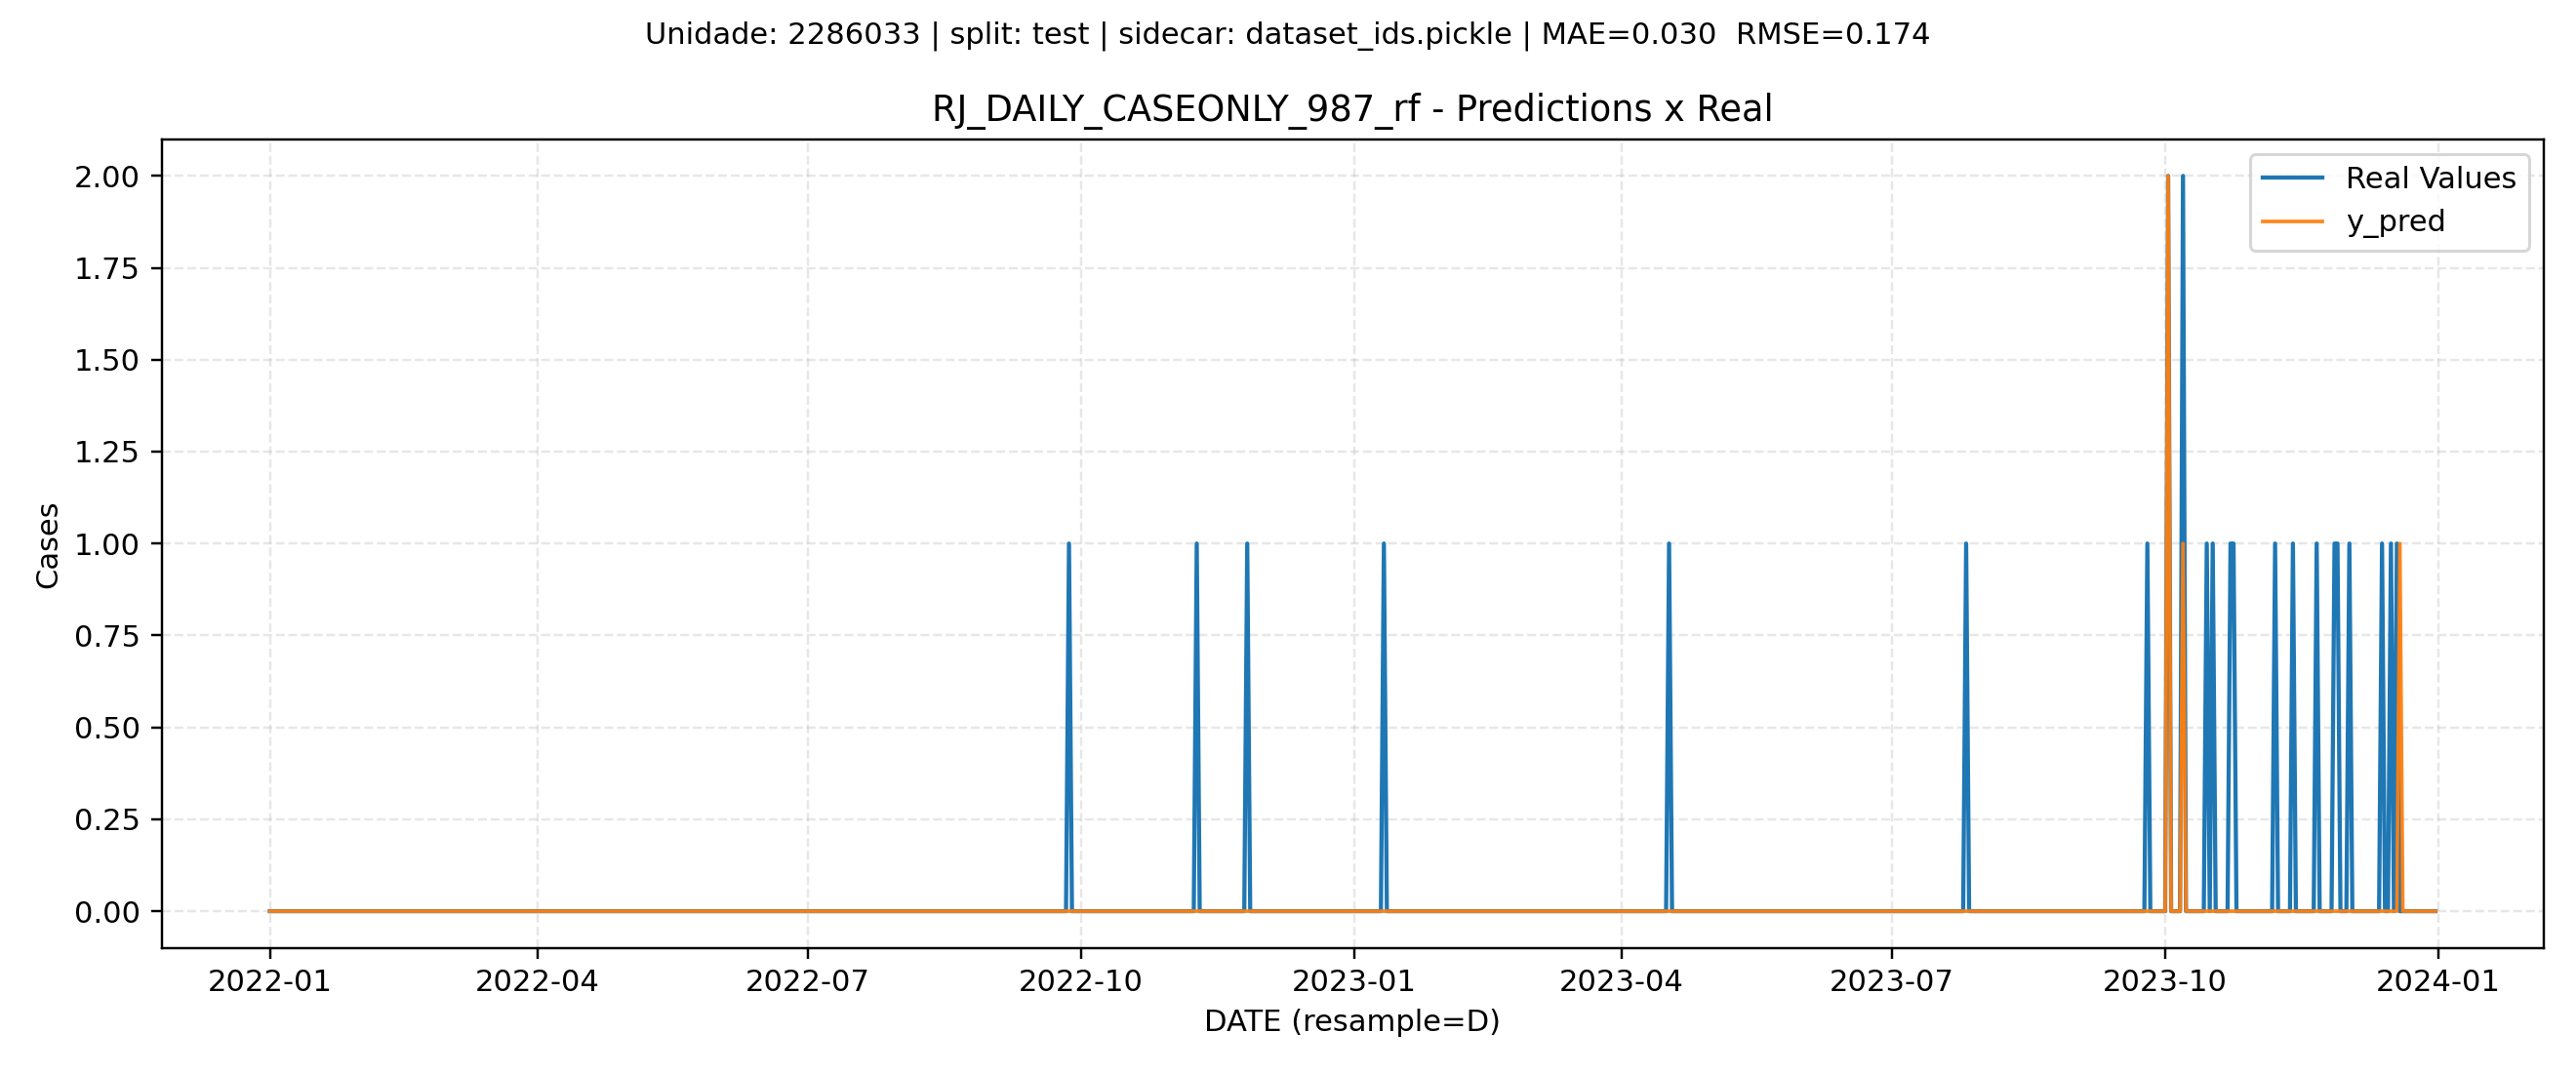 Unidade: 2286033 | split: test | sidecar: dataset_ids.pickle | MAE=0.030  RMSE=0.174
RJ_DAILY_CASEONLY_987_rf - Predictions x Real
Real Values
y_pred
2.00
1.75
1.50
1.25
1.00
0.75
0.50
0.25
0.00
Cases
2022-01 2022-04 2022-07 2022-10 2023-01 2023-04 2023-07 2023-10 2024-01
DATE (resample=D)